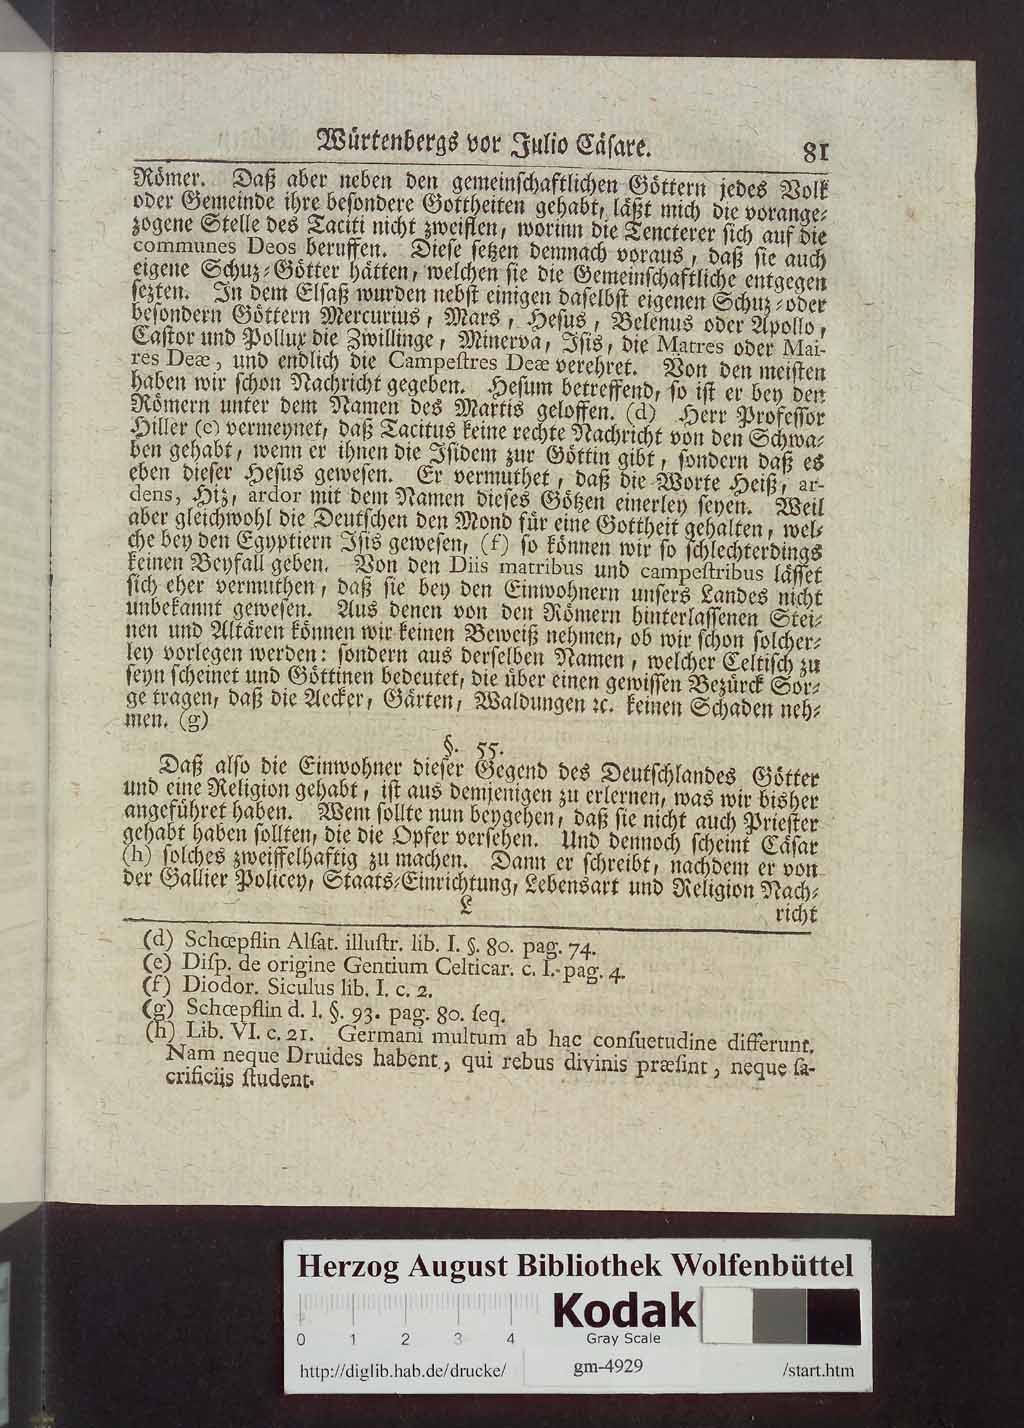 Würtenbergs vor Julio Cäsare. 81
Römer. Daß aber neben den gemeinschaftlichen Göttern jedes Volk
oder Gemeinde ihre besondere Gottheiten gehabt, läßt mich die vorange-
zogene Stelle des Taciti nicht zweiflen, worinn die Tencterer sich auf die
communes Deos beruffen. Diese setzen demnach voraus, daß sie auch
eigene Schuz-Götter hätten, welchen sie die Gemeinschaftliche entgegen
sezten. In dem Elsaß wurden nebst einigen daselbst eigenen Schuz-oder
besondern Göttern Mercurius, Mars, Hesus, Belenus oder Apollo,
Castor und Pollux die Zwillinge, Minerva, Isis, die Matres oder Mai-
res Deæ, und endlich die Campeſtres Deæ verehret. Von den meisten
haben wir schon Nachricht gegeben. Hesum betreffend, so ist er bey den
Römern unter dem Namen des Martis geloffen. (d) Herr Professor
Hiller (e) vermeynet, daß Tacitus keine rechte Nachricht von den Schwa-
ben gehabt, wenn er ihnen die Isidem zur Göttin gibt, sondern daß es
eben dieser Hesus gewesen. Er vermuthet, daß die Worte Heiß, ar-
dens, Hiz, ardor mit dem Namen dieses Götzen einerley seyen. Weil
aber gleichwohl die Deutschen den Mond für eine Gottheit gehalten, wel-
che bey den Egyptiern Isis gewesen, (f) so können wir so schlechterdings
keinen Beyfall geben. Von den Diis matribus und campeſtribus lässet
sich eher vermuthen, daß sie bey den Einwohnern unsers Landes nicht
unbekannt gewesen. Aus denen von den Römern hinterlassenen Stei-
nen und Altären können wir keinen Beweiß nehmen, ob wir schon solcher-
ley vorlegen werden: sondern aus derselben Namen, welcher Celtisch zu
seyn scheinet und Göttinen bedeutet, die über einen gewissen Bezürck Sor-
ge tragen, daß die Aecker, Gärten, Waldungen ꝛc. keinen Schaden neh-
men. (g)
§. 55.
Daß also die Einwohner dieser Gegend des Deutschlandes Götter
und eine Religion gehabt, ist aus demjenigen zu erlernen, was wir bisher
angeführet haben. Wem sollte nun beygehen, daß sie nicht auch Priester
gehabt haben sollten, die die Opfer versehen. Und dennoch scheint Cäsar
(h) solches zweiffelhaftig zu machen. Dann er schreibt, nachdem er von
der Gallier Policey, Staats-Einrichtung, Lebensart und Religion Nach-
L richt
(d) Schœpflin Alſat. illuſtr. lib. I. §. 80. pag. 74.
(e) Diſp. de origine Gentium Celticar. c. I. pag. 4.
(f) Diodor. Siculus lib. I. c. 2.
(g) Schœpflin d. l. §. 93. pag. 80. ſeq.
(h) Lib. VI. c. 21. Germani multum ab hac conſuetudine differunt.
Nam neque Druides habent, qui rebus divinis præſint, neque ſa-
crificiis ſtudent.
Herzog August Bibliothek Wolfenbüttel
Kodak
0 1 2 3 4 Gray Scale
http://diglib.hab.de/drucke/ gm-4929 /start.htm